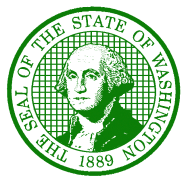 THE SEAL OF THE STATE OF WASHINGTON
1889